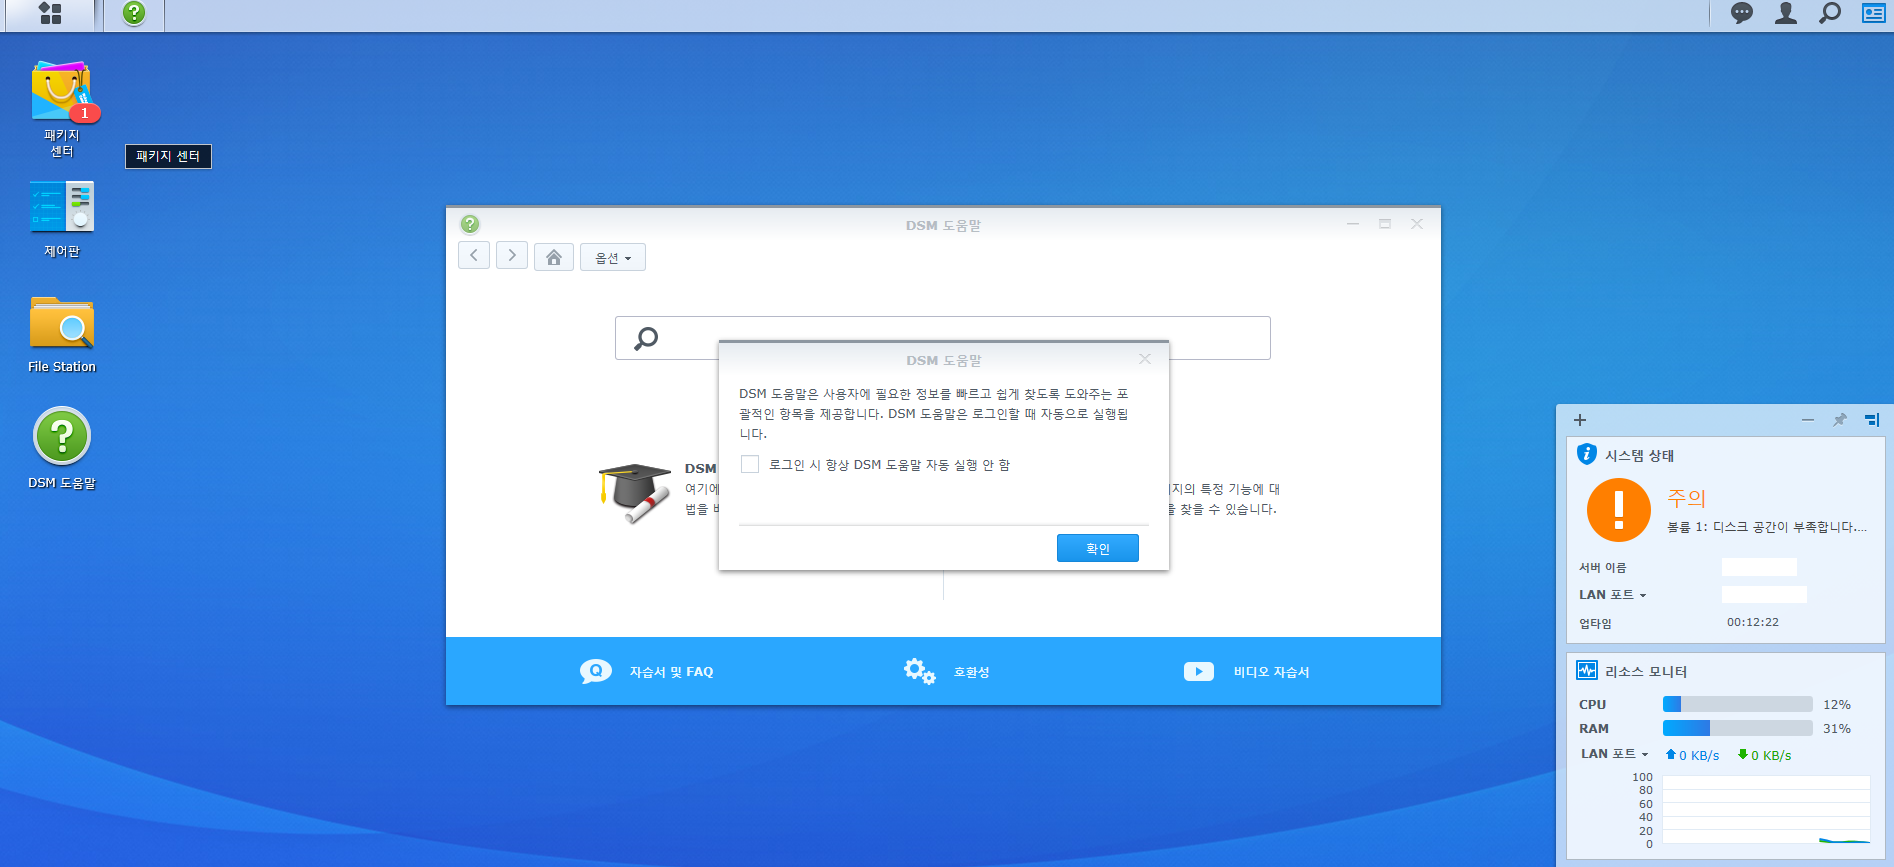 1
패키지
센터
패키지 센터
제어판
File Station
DSM 도움말
DSM 도움말
옵션
DSM 도움말
DSM 도움말은 사용자에 필요한 정보를 빠르고 쉽게 찾도록 도와주는 포
괄적인 항목을 제공합니다. DSM 도움말은 로그인할 때 자동으로 실행됩
니다.
로그인 시 항상 DSM 도움말 자동 실행 안 함
확인
DSM
여기에
법을
지의 특정 기능에 대
을 찾을 수 있습니다.
Q 자습서 및 FAQ
호환성
비디오 자습서
시스템 상태
주의
볼륨 1: 디스크 공간이 부족합니다....
서버 이름
LAN 포트
업타임 00:12:22
리소스 모니터
CPU 12%
RAM 31%
LAN 포트 0 KB/s 0 KB/s
100
80
60
40
20
0